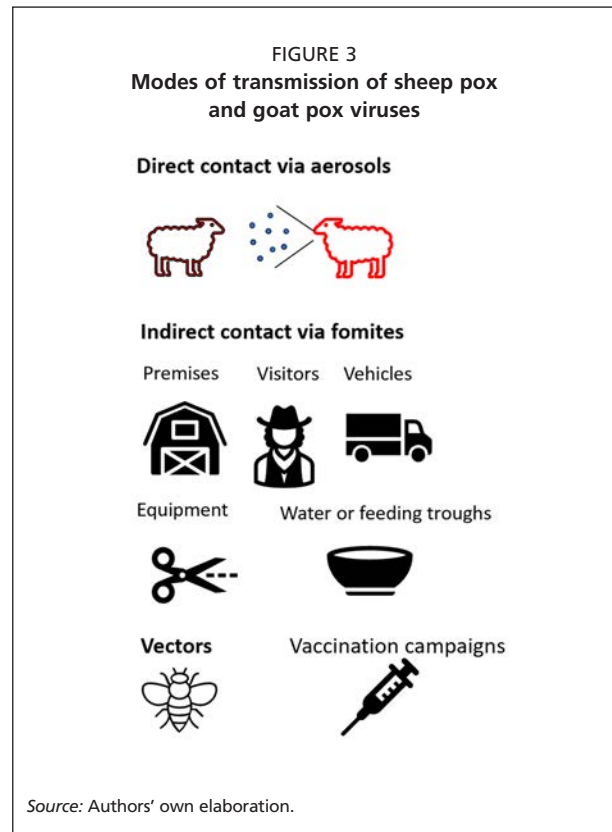 FIGURE 3
Modes of transmission of sheep pox
and goat pox viruses
Direct contact via aerosols
Indirect contact via fomites
Premises Visitors Vehicles
Equipment Water or feeding troughs
Vectors Vaccination campaigns
Source: Authors' own elaboration.